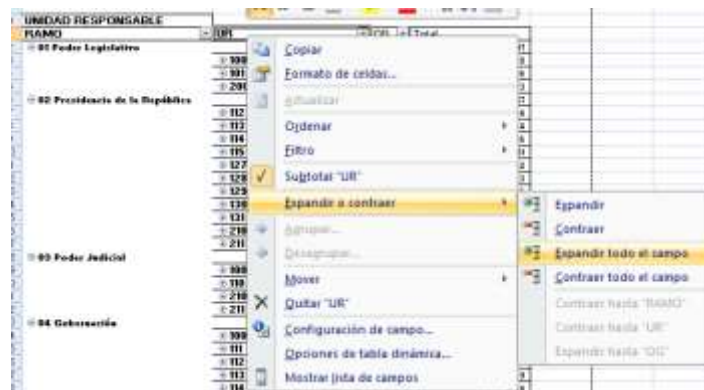 UNIDAD RESPONSABLE
RAMO UR OG Total
01 Poder Legislativo
100
101
200
02 Presidencia de la República
112
113
114
115
127
128
129
130
131
210
211
03 Poder Judicial
100
110
210
211
04 Gobernación
100
111
112
113
114
Copiar
Formato de celdas...
Actualizar
Ordenar
Filtro
Subtotal "UR"
Expandir o contraer
Agrupar...
Desagrupar...
Mover
Quitar "UR"
Configuración de campo...
Opciones de tabla dinámica...
Mostrar lista de campos
Expandir
Contraer
Expandir todo el campo
Contraer todo el campo
Contraer hasta "RAMO"
Contraer hasta "UR"
Expandir hasta "OG"